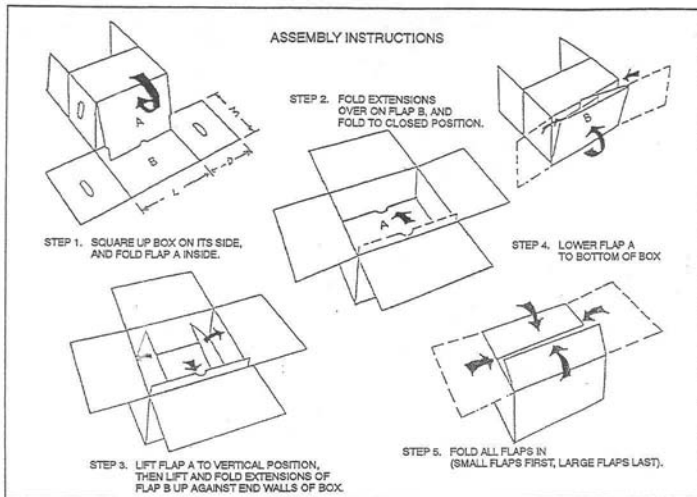 ASSEMBLY INSTRUCTIONS
A
B
L
D
STEP 1. SQUARE UP BOX ON ITS SIDE,
AND FOLD FLAP A INSIDE.
STEP 2. FOLD EXTENSIONS
OVER ON FLAP B, AND
FOLD TO CLOSED POSITION.
A
B
STEP 3. LIFT FLAP A TO VERTICAL POSITION,
THEN LIFT AND FOLD EXTENSIONS OF
FLAP B UP AGAINST END WALLS OF BOX.
STEP 4. LOWER FLAP A
TO BOTTOM OF BOX
STEP 5. FOLD ALL FLAPS IN
(SMALL FLAPS FIRST, LARGE FLAPS LAST).